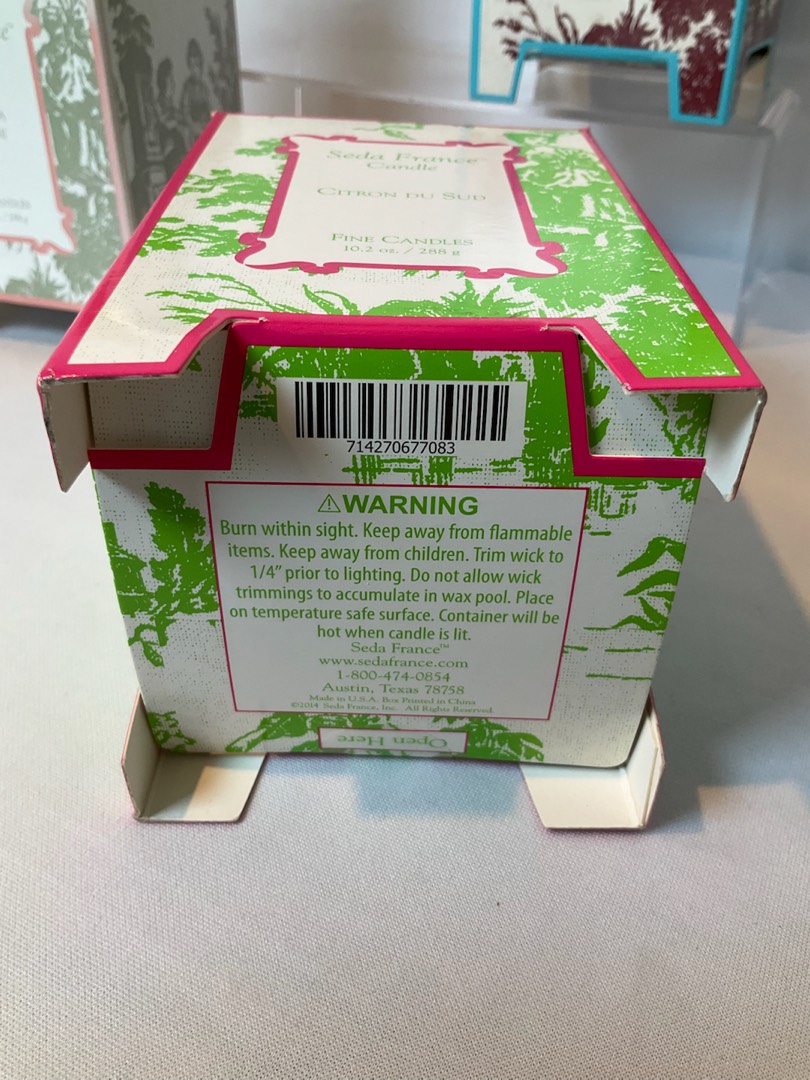 Seda France
Candle
CITRON DU SUD
FINE CANDLES
10.2 oz. / 288 g
714270677083
⚠WARNING
Burn within sight. Keep away from flammable
items. Keep away from children. Trim wick to
1/4” prior to lighting. Do not allow wick
trimmings to accumulate in wax pool. Place
on temperature safe surface. Container will be
hot when candle is lit.
Seda France™
www.sedafrance.com
1-800-474-0854
Austin, Texas 78758
Made in U.S.A. Box Printed in China
©2014 Seda France, Inc. All Rights Reserved.
Open Here